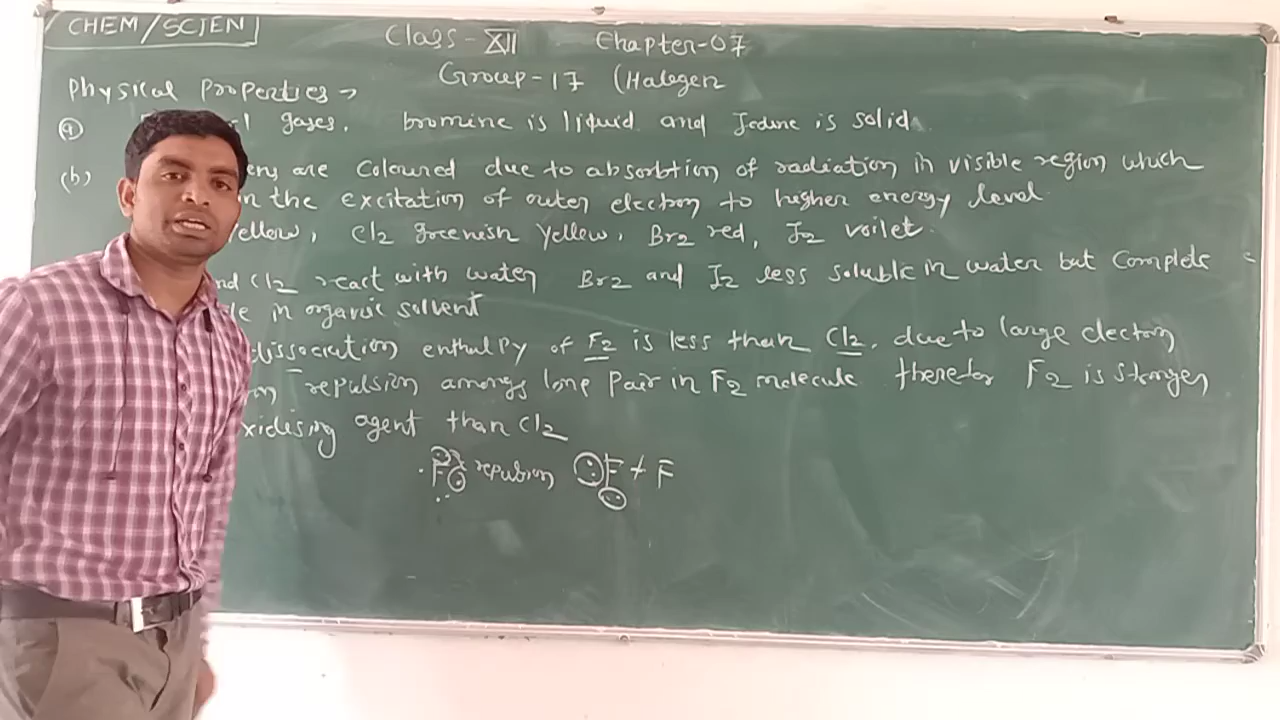 CHEM/SCIEN
Class-XII Chapter-07
Group-17 (Halogen
Physical Properties →
(a) gases. bromine is liquid and Iodine is solid.
(b) are Coloured due to absorbtion of radiation in visible region which
the excitation of outer electron to higher energy level
ellow, Cl2 greenish Yellow, Br2 red, I2 voilet.
nd Cl2 react with water Br2 and I2 less soluble in water but Complete
in organic solvent
dissociation enthalpy of F2 is less than Cl2. due to large electron
repulsion amongs lone Pair in F2 molecule therefor F2 is stronger
xidising agent than Cl2
F repulsion F + F